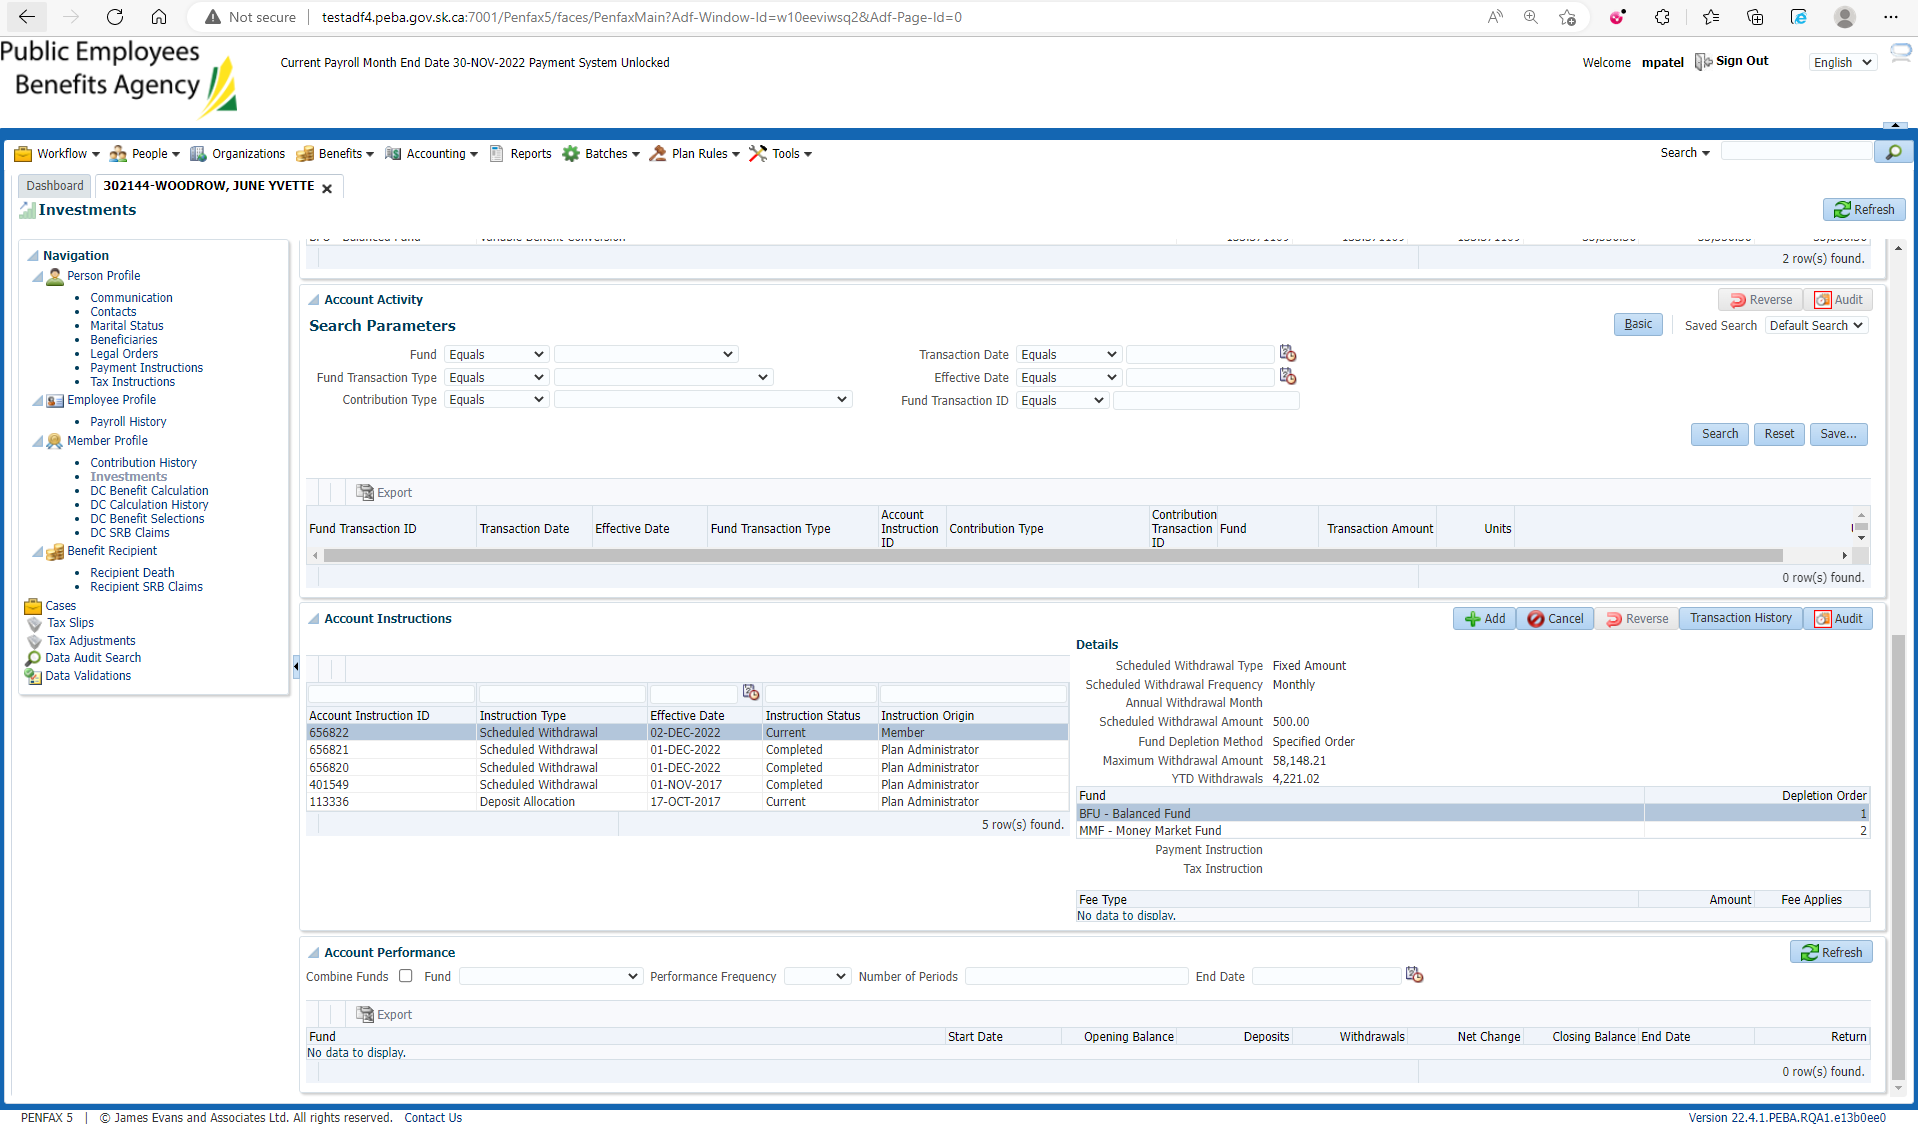 Not secure
testadf4.peba.gov.sk.ca:7001/Penfax5/faces/PenfaxMain?Adf-Window-Id=w10eeviwsq2&Adf-Page-Id=0
Public Employees
Benefits Agency
Current Payroll Month End Date 30-NOV-2022 Payment System Unlocked
Welcome mpatel Sign Out English
Workflow People Organizations Benefits Accounting Reports Batches Plan Rules Tools Search
Dashboard 302144-WOODROW, JUNE YVETTE
Investments Refresh
Navigation
Person Profile
Communication
Contacts
Marital Status
Beneficiaries
Legal Orders
Payment Instructions
Tax Instructions
Employee Profile
Payroll History
Member Profile
Contribution History
Investments
DC Benefit Calculation
DC Calculation History
DC Benefit Selections
DC SRB Claims
Benefit Recipient
Recipient Death
Recipient SRB Claims
Cases
Tax Slips
Tax Adjustments
Data Audit Search
Data Validations
2 row(s) found.
Account Activity Reverse Audit
Search Parameters Basic Saved Search Default Search
Fund Equals Transaction Date Equals
Fund Transaction Type Equals Effective Date Equals
Contribution Type Equals Fund Transaction ID Equals
Search Reset Save...
Export
Fund Transaction ID Transaction Date Effective Date Fund Transaction Type Account Instruction ID Contribution Type Contribution Transaction ID Fund Transaction Amount Units
0 row(s) found.
Account Instructions Add Cancel Reverse Transaction History Audit
Account Instruction ID Instruction Type Effective Date Instruction Status Instruction Origin
656822 Scheduled Withdrawal 02-DEC-2022 Current Member
656821 Scheduled Withdrawal 01-DEC-2022 Completed Plan Administrator
656820 Scheduled Withdrawal 01-DEC-2022 Completed Plan Administrator
401549 Scheduled Withdrawal 01-NOV-2017 Completed Plan Administrator
113336 Deposit Allocation 17-OCT-2017 Current Plan Administrator
5 row(s) found.
Details
Scheduled Withdrawal Type Fixed Amount
Scheduled Withdrawal Frequency Monthly
Annual Withdrawal Month
Scheduled Withdrawal Amount 500.00
Fund Depletion Method Specified Order
Maximum Withdrawal Amount 58,148.21
YTD Withdrawals 4,221.02
Fund Depletion Order
BFU - Balanced Fund 1
MMF - Money Market Fund 2
Payment Instruction
Tax Instruction
Fee Type Amount Fee Applies
No data to display.
Account Performance Refresh
Combine Funds Fund Performance Frequency Number of Periods End Date
Export
Fund Start Date Opening Balance Deposits Withdrawals Net Change Closing Balance End Date Return
No data to display.
0 row(s) found.
PENFAX 5 | © James Evans and Associates Ltd. All rights reserved. Contact Us
Version 22.4.1.PEBA.RQA1.e13b0ee0